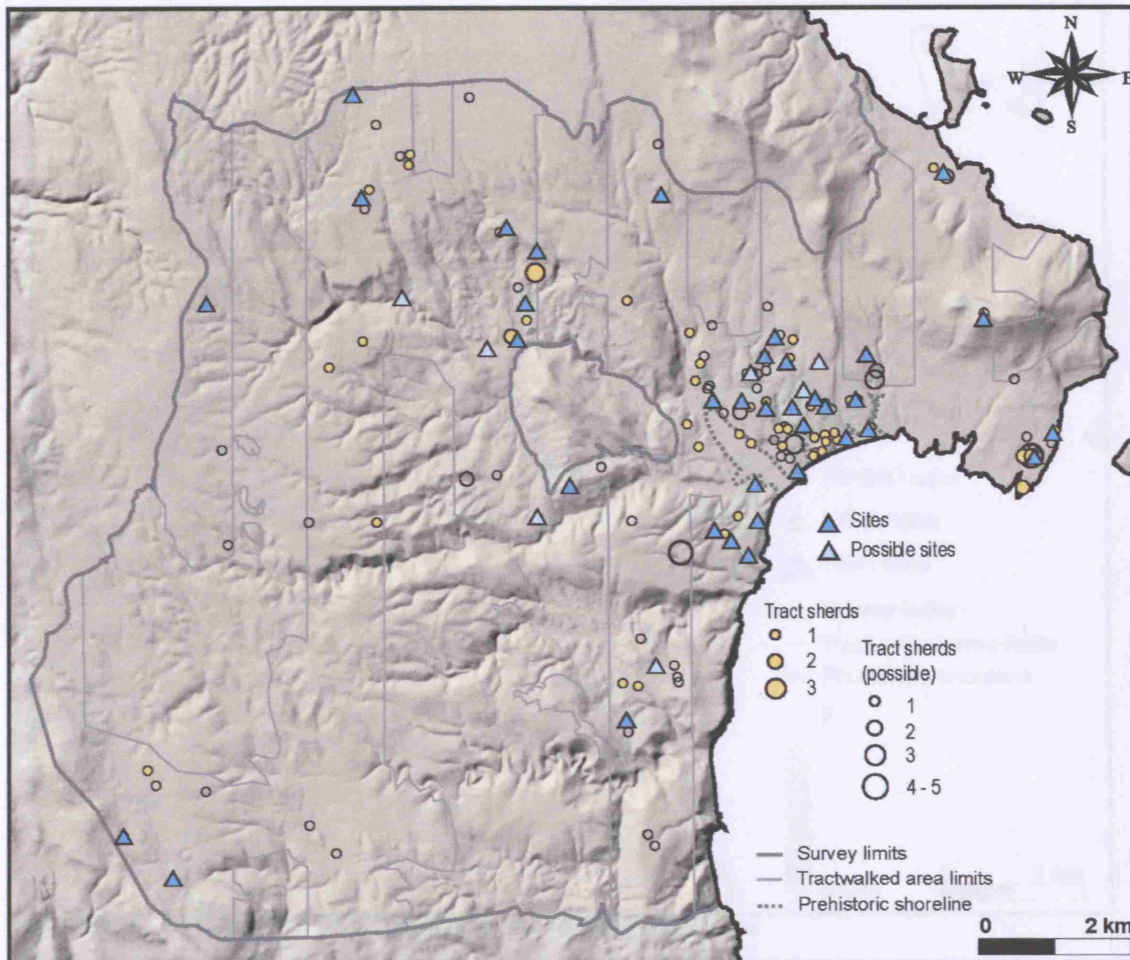 N
W E
S
Sites
Possible sites
Tract sherds
1
2
3
Tract sherds
(possible)
1
2
3
4 - 5
Survey limits
Tractwalked area limits
Prehistoric shoreline
0 2 km